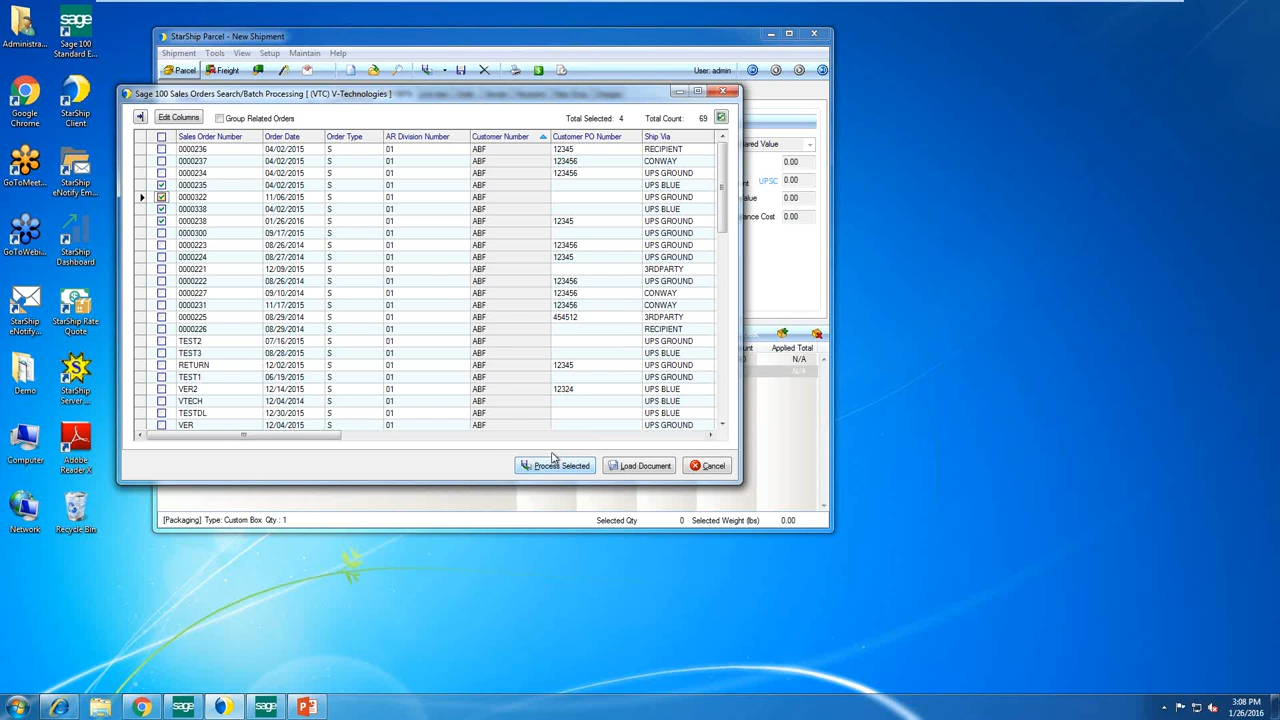 Administra...
Sage 100 Standard E...
Google Chrome
StarShip Client
GoToMeet...
StarShip eNotify Em...
GoToWebi...
StarShip Dashboard
StarShip eNotify...
StarShip Rate Quote
Demo
StarShip Server ...
Computer
Adobe Reader X
Network
Recycle Bin
StarShip Parcel - New Shipment
Shipment Tools View Setup Maintain Help
Parcel Freight User: admin
Sage 100 Sales Orders Search/Batch Processing [ (VTC) V-Technologies ]
Edit Columns Group Related Orders Total Selected: 4 Total Count: 69
Sales Order Number Order Date Order Type AR Division Number Customer Number Customer PO Number Ship Via
0000236 04/02/2015 S 01 ABF 12345 RECIPIENT
0000237 04/02/2015 S 01 ABF 123456 CONWAY
0000234 04/02/2015 S 01 ABF 123456 UPS GROUND
0000235 04/02/2015 S 01 ABF UPS BLUE
0000322 11/06/2015 S 01 ABF UPS GROUND
0000338 04/02/2015 S 01 ABF UPS BLUE
0000238 01/26/2016 S 01 ABF 12345 UPS GROUND
0000300 09/17/2015 S 01 ABF UPS GROUND
0000223 08/26/2014 S 01 ABF 123456 UPS GROUND
0000224 08/27/2014 S 01 ABF 12345 UPS GROUND
0000221 12/09/2015 S 01 ABF 3RDPARTY
0000222 08/26/2014 S 01 ABF 123456 UPS GROUND
0000227 09/10/2014 S 01 ABF 123456 CONWAY
0000231 11/17/2015 S 01 ABF 123456 CONWAY
0000225 08/29/2014 S 01 ABF 454512 3RDPARTY
0000226 08/29/2014 S 01 ABF RECIPIENT
TEST2 07/16/2015 S 01 ABF UPS GROUND
TEST3 08/28/2015 S 01 ABF UPS BLUE
RETURN 12/02/2015 S 01 ABF 12345 UPS GROUND
TEST1 06/19/2015 S 01 ABF UPS GROUND
VER2 12/14/2015 S 01 ABF 12324 UPS BLUE
VTECH 12/04/2014 S 01 ABF UPS BLUE
TESTDL 12/30/2015 S 01 ABF UPS BLUE
VER 12/04/2015 S 01 ABF UPS GROUND
Process Selected Load Document Cancel
ared Value
0.00
ent UPSC 0.00
alue 0.00
ance Cost 0.00
ount Applied Total
0 N/A
N/A
[Packaging] Type: Custom Box Qty : 1 Selected Qty 0 Selected Weight (lbs) 0.00
sage sage
3:08 PM
1/26/2016